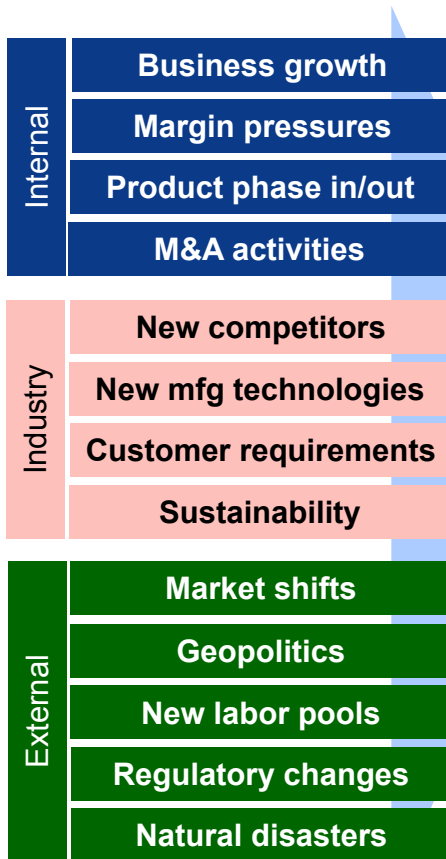 Internal
Business growth
Margin pressures
Product phase in/out
M&A activities
Industry
New competitors
New mfg technologies
Customer requirements
Sustainability
External
Market shifts
Geopolitics
New labor pools
Regulatory changes
Natural disasters